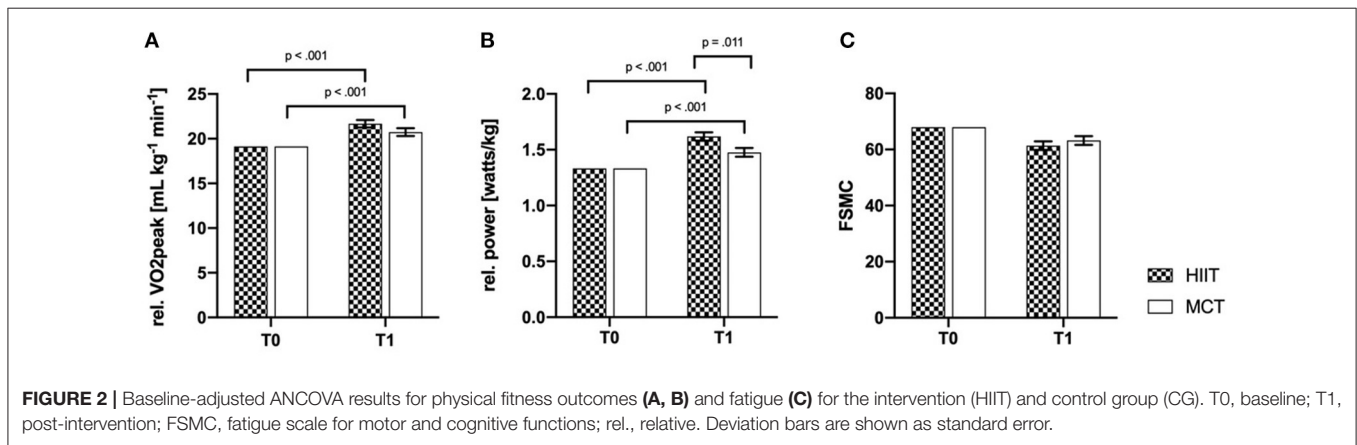 A
p < .001
p < .001
rel. VO2peak [mL kg⁻¹ min⁻¹]
25
20
15
10
5
0
T0
T1
B
p = .011
p < .001
p < .001
rel. power [watts/kg]
2.0
1.5
1.0
0.5
0.0
T0
T1
C
FSMC
80
60
40
20
0
T0
T1
HIIT
MCT
FIGURE 2 | Baseline-adjusted ANCOVA results for physical fitness outcomes (A, B) and fatigue (C) for the intervention (HIIT) and control group (CG). T0, baseline; T1,
post-intervention; FSMC, fatigue scale for motor and cognitive functions; rel., relative. Deviation bars are shown as standard error.